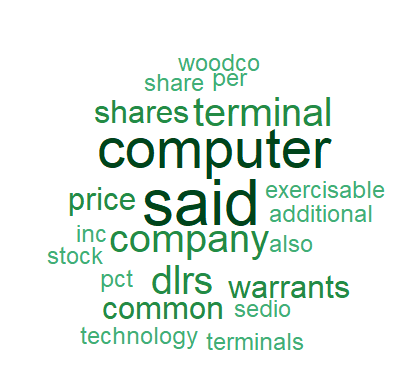 woodco
share per
shares terminal
computer
price said exercisable
additional
inc company also
stock
pct dlrs warrants
common sedio
technology terminals